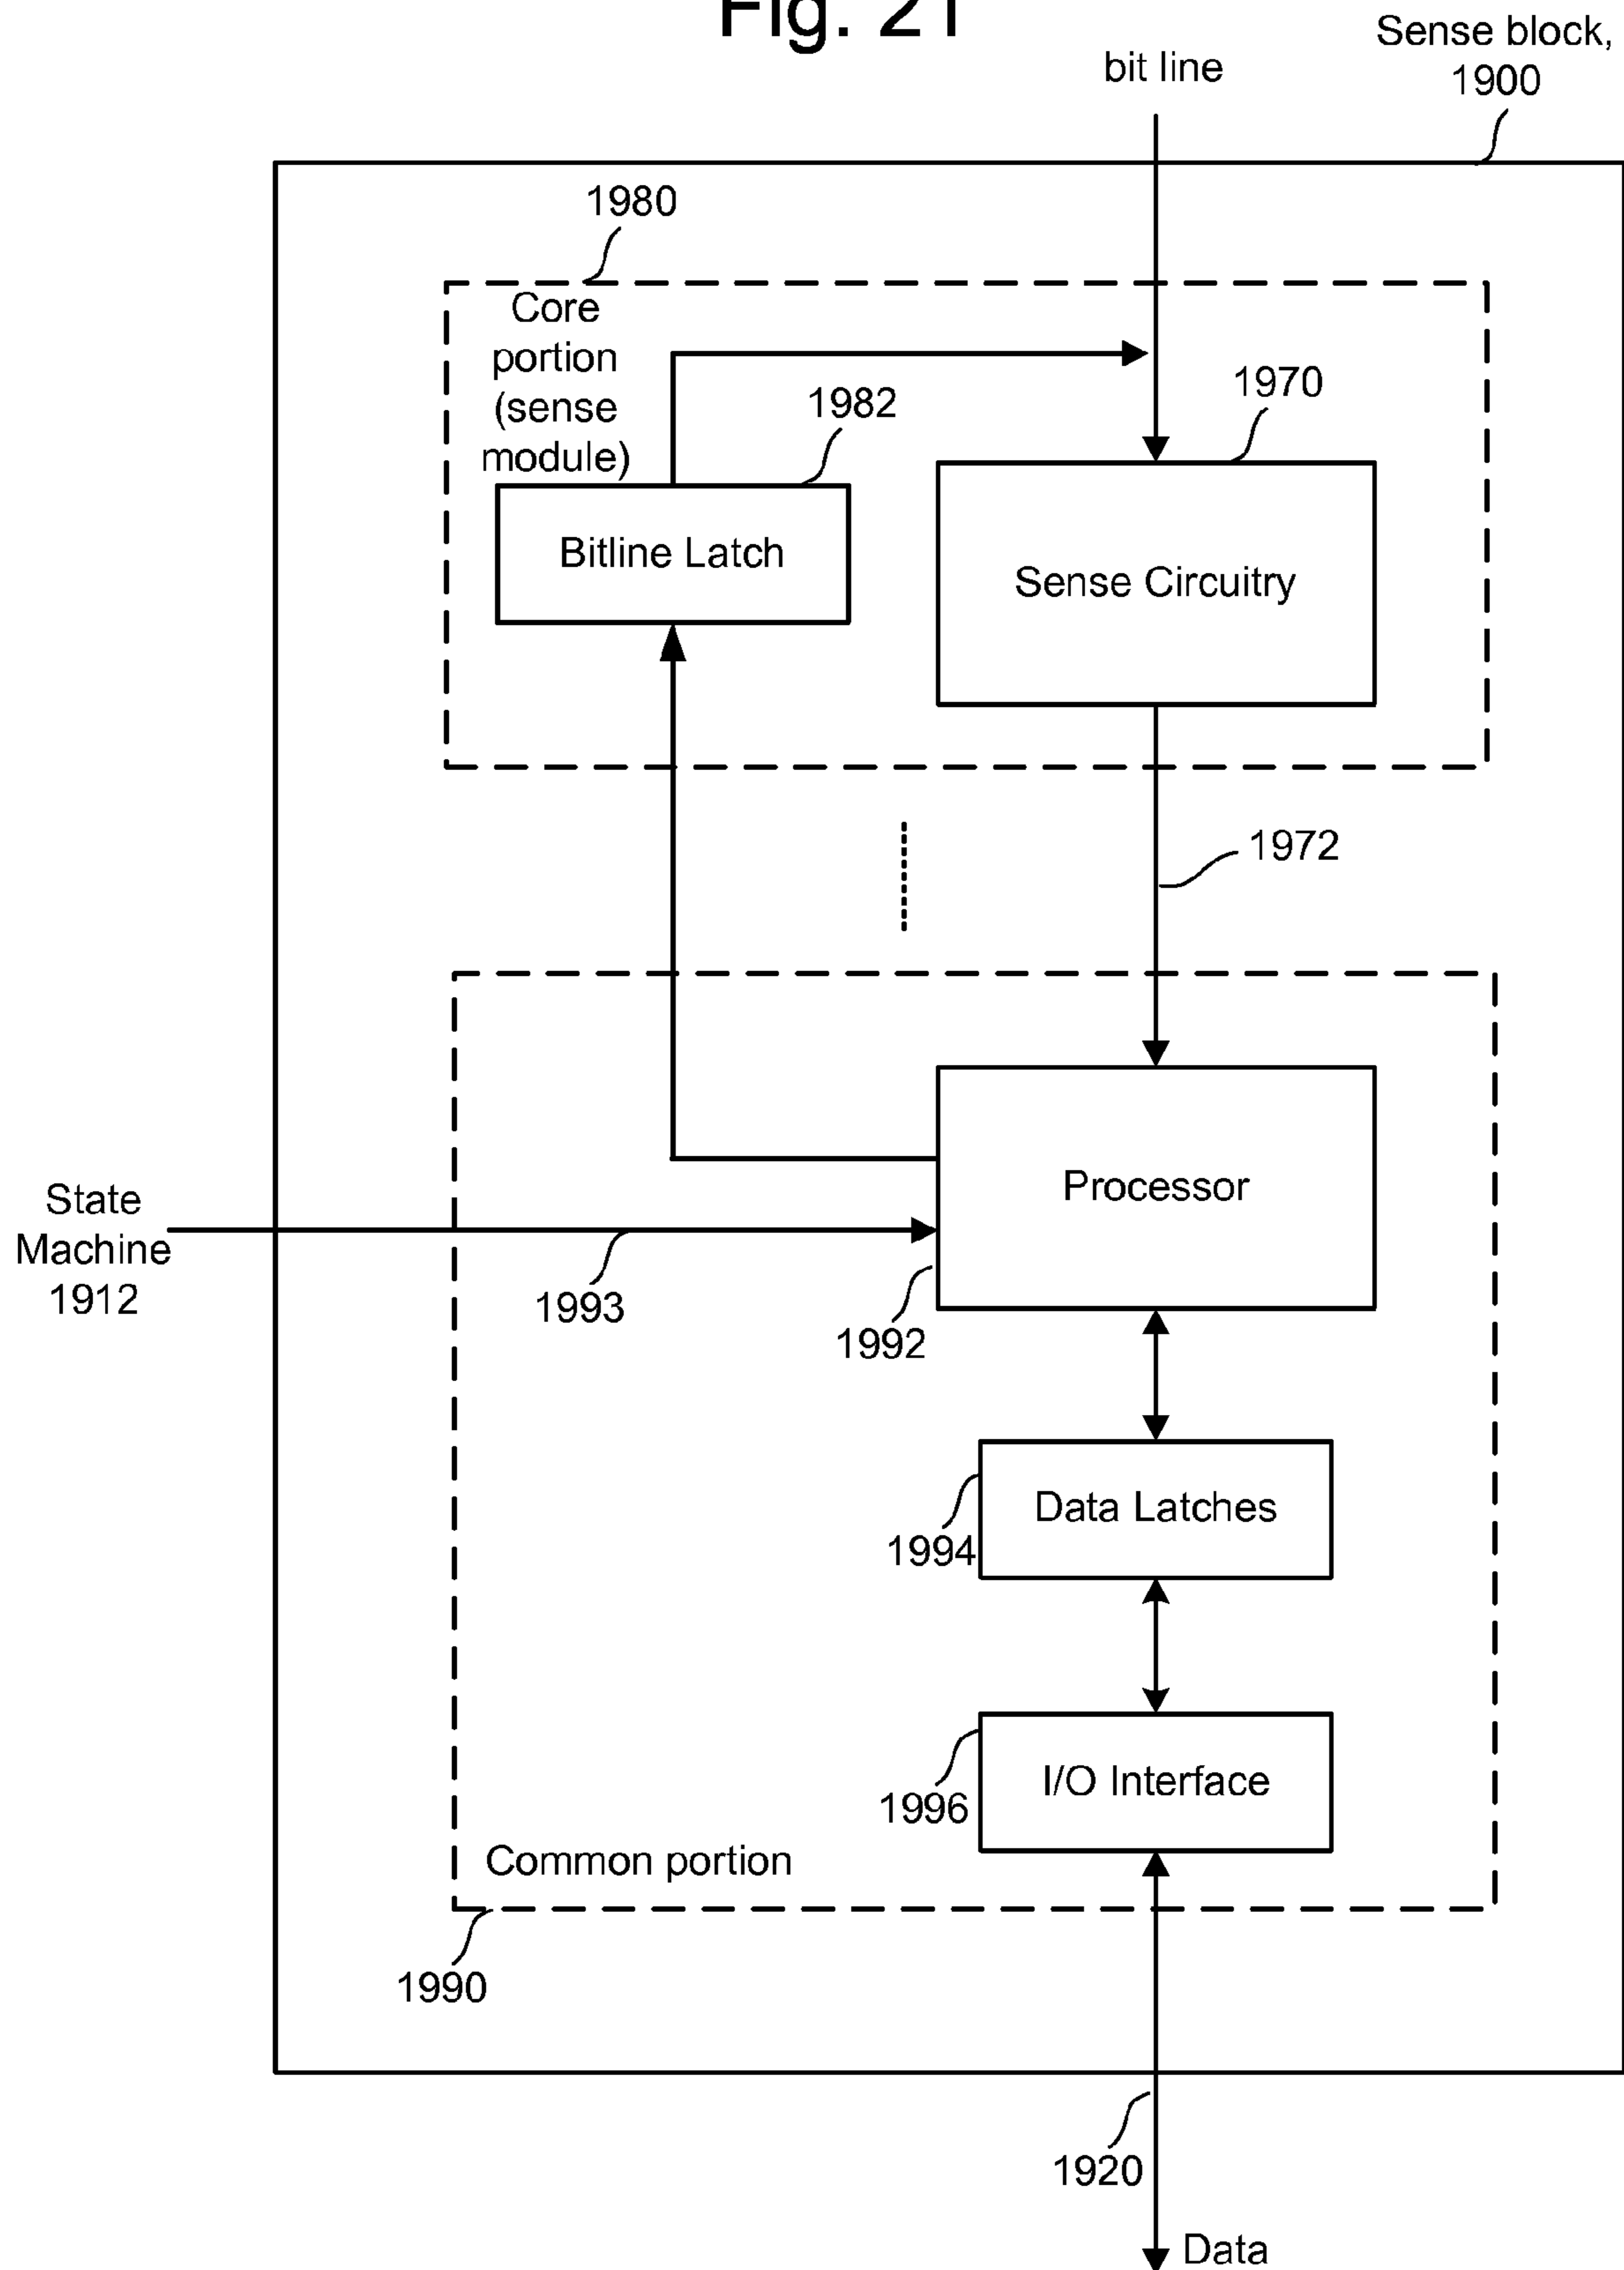 Fig. 21
Sense block,
1900
bit line
1980
Core
portion
(sense
module)
1982
1970
Bitline Latch
Sense Circuitry
1972
Processor
State
Machine
1912
1993
1992
Data Latches
1994
I/O Interface
1996
Common portion
1990
1920
Data